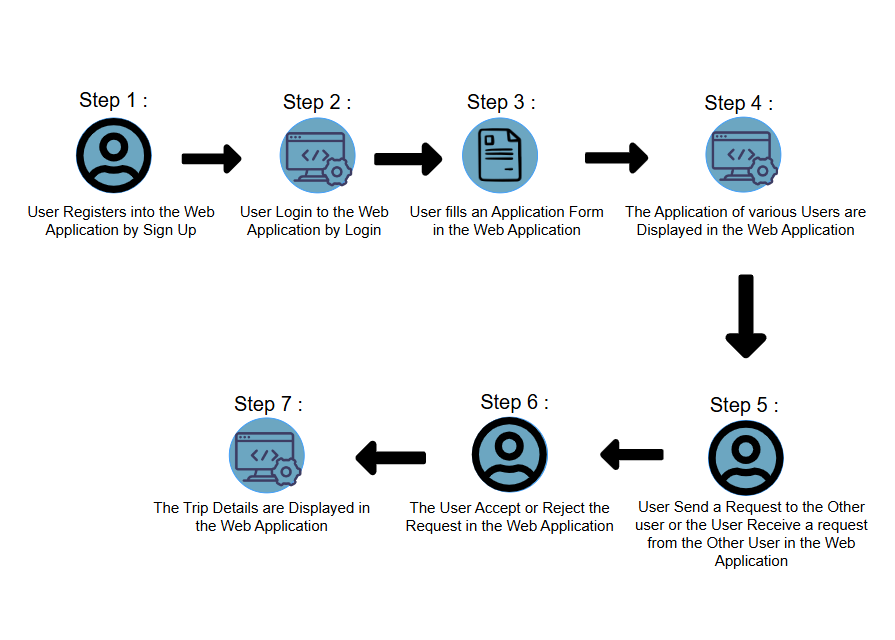 Step 1 :
User Registers into the Web
Application by Sign Up
Step 2 :
User Login to the Web
Application by Login
Step 3 :
User fills an Application Form
in the Web Application
Step 4 :
The Application of various Users are
Displayed in the Web Application
Step 5 :
User Send a Request to the Other
user or the User Receive a request
from the Other User in the Web
Application
Step 6 :
The User Accept or Reject the
Request in the Web Application
Step 7 :
The Trip Details are Displayed in
the Web Application